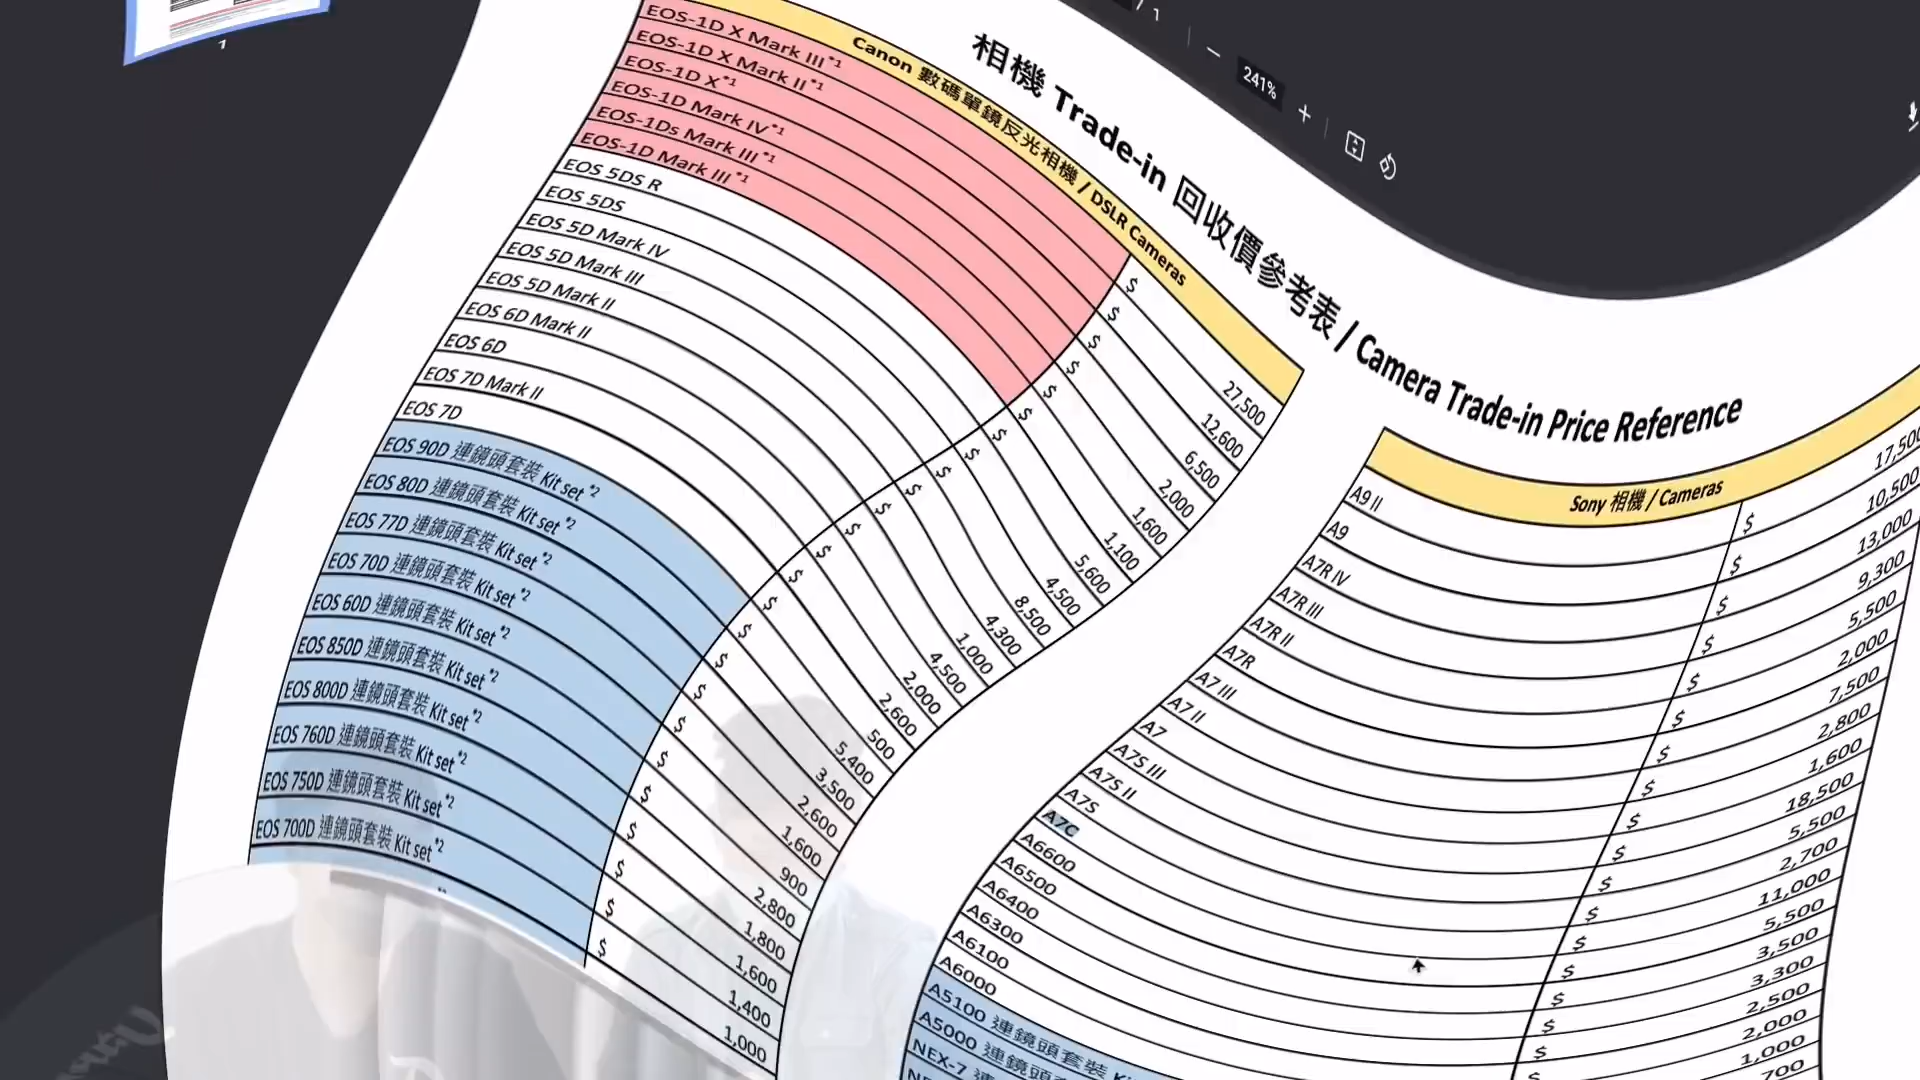 1
/ 1
241%
相機 Trade-in 回收價參考表 / Camera Trade-in Price Reference
Canon 數碼單鏡反光相機 / DSLR Cameras
EOS-1D X Mark III *1 $ 27,500
EOS-1D X Mark II *1 $ 12,600
EOS-1D X *1 $ 6,500
EOS-1D Mark IV *1 $ 2,000
EOS-1Ds Mark III *1 $ 1,600
EOS-1D Mark III *1 $ 1,100
EOS 5DS R $ 5,600
EOS 5DS $ 4,500
EOS 5D Mark IV $ 8,500
EOS 5D Mark III $ 4,300
EOS 5D Mark II $ 1,000
EOS 6D Mark II $ 4,500
EOS 6D $ 2,000
EOS 7D Mark II $ 2,600
EOS 7D $ 500
EOS 90D 連鏡頭套裝 Kit set *2 $ 5,400
EOS 80D 連鏡頭套裝 Kit set *2 $ 3,500
EOS 77D 連鏡頭套裝 Kit set *2 $ 2,600
EOS 70D 連鏡頭套裝 Kit set *2 $ 1,600
EOS 60D 連鏡頭套裝 Kit set *2 $ 900
EOS 850D 連鏡頭套裝 Kit set *2 $ 2,800
EOS 800D 連鏡頭套裝 Kit set *2 $ 1,800
EOS 760D 連鏡頭套裝 Kit set *2 $ 1,600
EOS 750D 連鏡頭套裝 Kit set *2 $ 1,400
EOS 700D 連鏡頭套裝 Kit set *2 $ 1,000
Sony 相機 / Cameras
A9 II $ 17,500
A9 $ 10,500
A7R IV $ 13,000
A7R III $ 9,300
A7R II $ 5,500
A7R $ 2,000
A7 III $ 7,500
A7 II $ 2,800
A7 $ 1,600
A7S III $ 18,500
A7S II $ 5,500
A7S $ 2,700
A7C $ 11,000
A6600 $ 5,500
A6500 $ 3,500
A6400 $ 3,300
A6300 $ 2,500
A6100 $ 2,000
A6000 $ 1,000
A5100 連鏡頭套裝 700
A5000 連鏡頭套裝
NEX-7